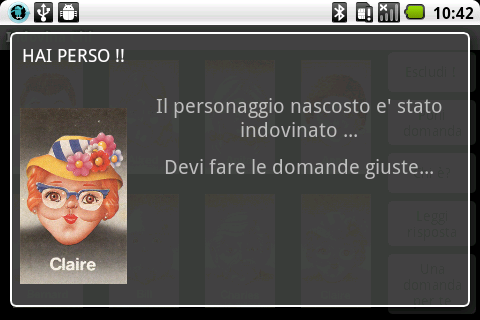 10:42
HAI PERSO !!
Il personaggio nascosto e' stato
indovinato ...
Devi fare le domande giuste...
Claire